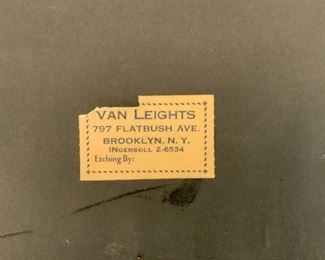 VAN LEIGHTS
797 FLATBUSH AVE.
BROOKLYN, N. Y.
INgersoll 2-6534
Etching By: